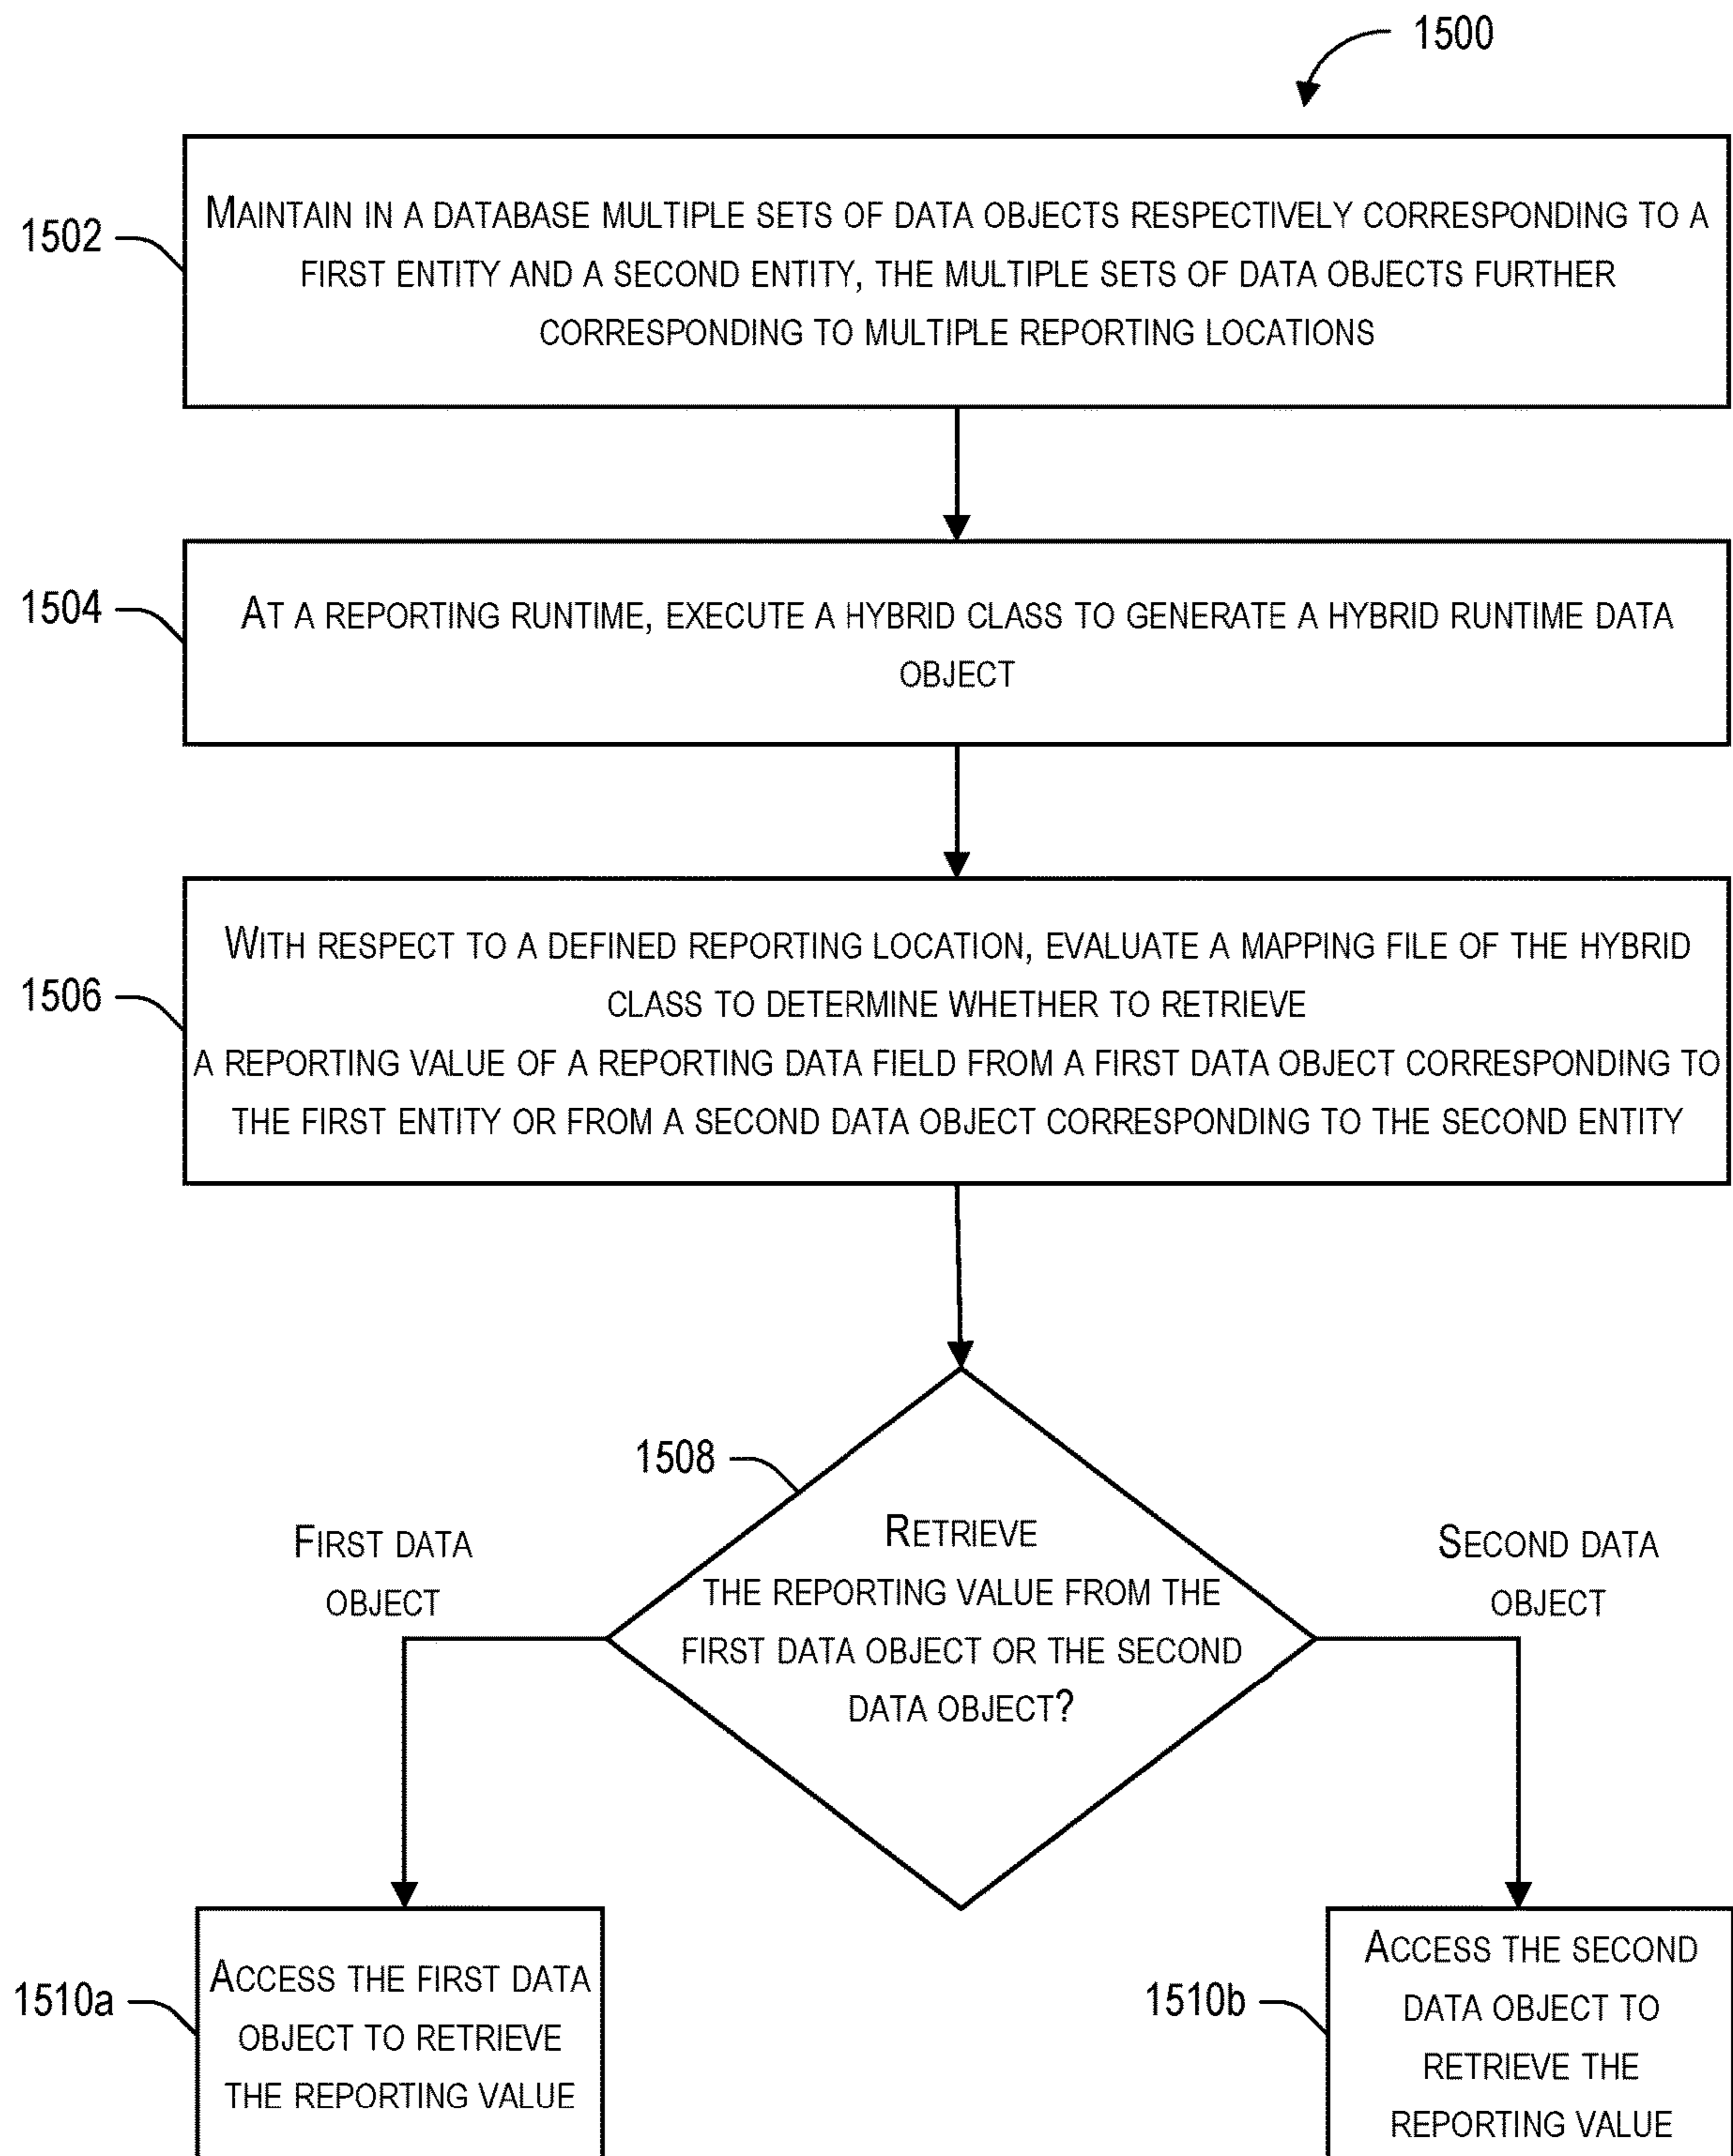 1500
1502
MAINTAIN IN A DATABASE MULTIPLE SETS OF DATA OBJECTS RESPECTIVELY CORRESPONDING TO A
FIRST ENTITY AND A SECOND ENTITY, THE MULTIPLE SETS OF DATA OBJECTS FURTHER
CORRESPONDING TO MULTIPLE REPORTING LOCATIONS
1504
AT A REPORTING RUNTIME, EXECUTE A HYBRID CLASS TO GENERATE A HYBRID RUNTIME DATA
OBJECT
1506
WITH RESPECT TO A DEFINED REPORTING LOCATION, EVALUATE A MAPPING FILE OF THE HYBRID
CLASS TO DETERMINE WHETHER TO RETRIEVE
A REPORTING VALUE OF A REPORTING DATA FIELD FROM A FIRST DATA OBJECT CORRESPONDING TO
THE FIRST ENTITY OR FROM A SECOND DATA OBJECT CORRESPONDING TO THE SECOND ENTITY
1508
RETRIEVE
THE REPORTING VALUE FROM THE
FIRST DATA OBJECT OR THE SECOND
DATA OBJECT?
FIRST DATA
OBJECT
SECOND DATA
OBJECT
1510a
ACCESS THE FIRST DATA
OBJECT TO RETRIEVE
THE REPORTING VALUE
1510b
ACCESS THE SECOND
DATA OBJECT TO
RETRIEVE THE
REPORTING VALUE